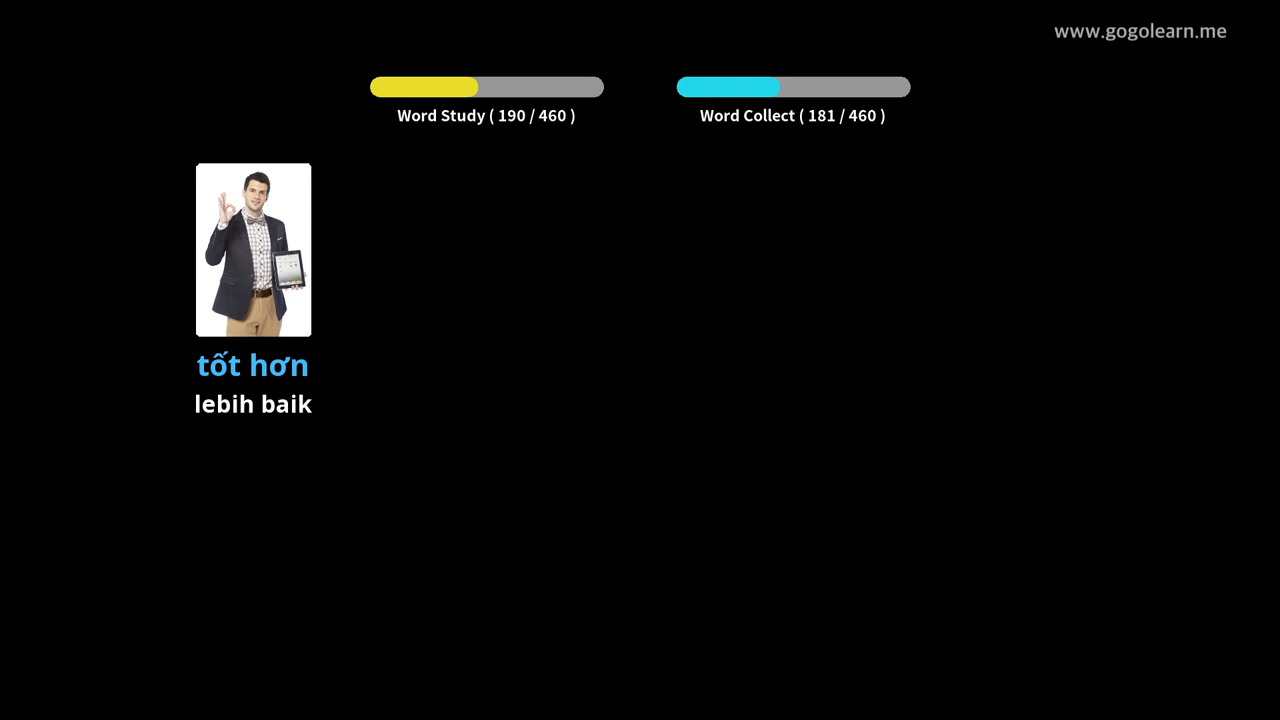 www.gogolearn.me
Word Study ( 190 / 460 )
Word Collect ( 181 / 460 )
tốt hơn
lebih baik